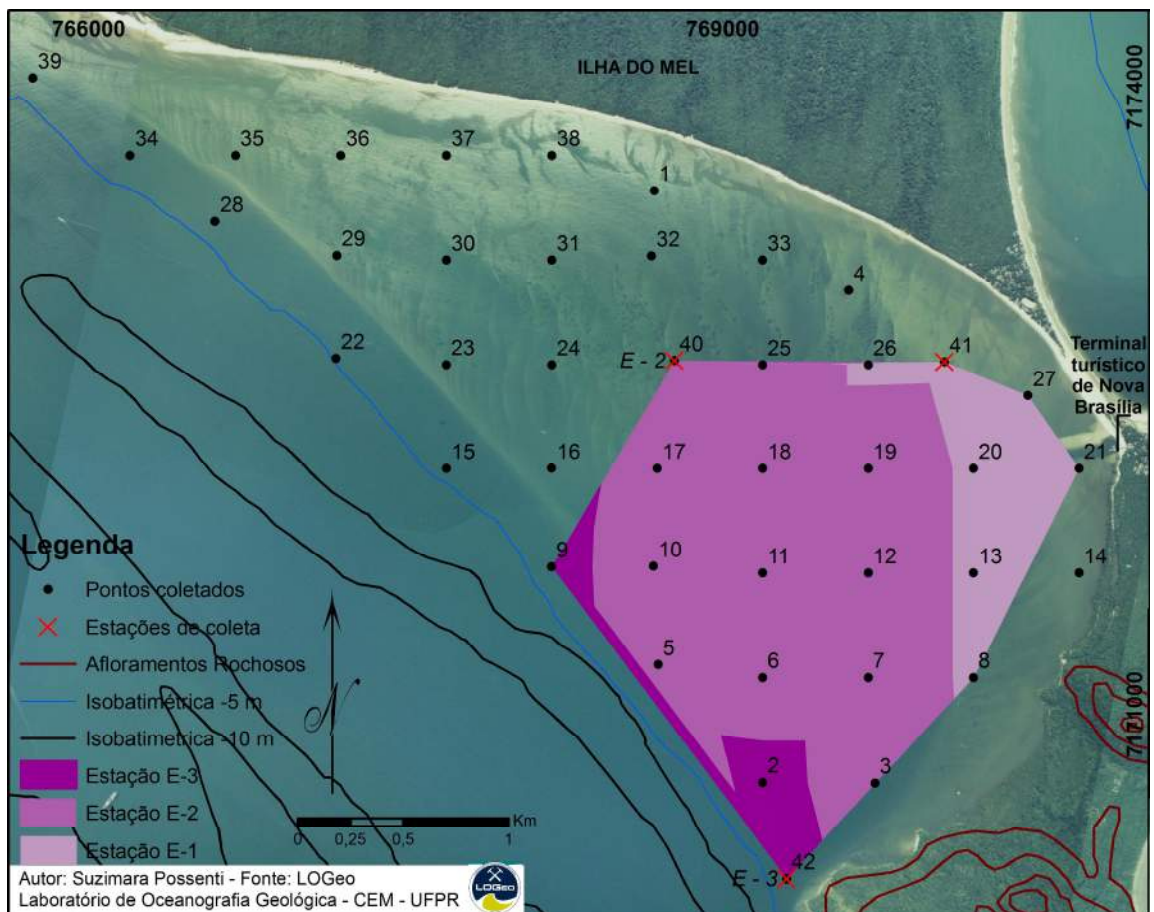 766000
769000
7174000
39
ILHA DO MEL
34
35
36
37
38
1
28
29
30
31
32
33
4
22
23
24
E - 2
40
25
26
41
27
Terminal
turístico
de Nova
Brasília
15
16
17
18
19
20
21
9
10
11
12
13
14
5
6
7
8
7171000
2
3
E - 3
42
Legenda
Pontos coletados
Estações de coleta
Afloramentos Rochosos
Isobatimétrica -5 m
Isobatimetrica -10 m
Estação E-3
Estação E-2
Estação E-1
N
Km
0 0,25 0,5 1
Autor: Suzimara Possenti - Fonte: LOGeo
Laboratório de Oceanografia Geológica - CEM - UFPR
LOGeo